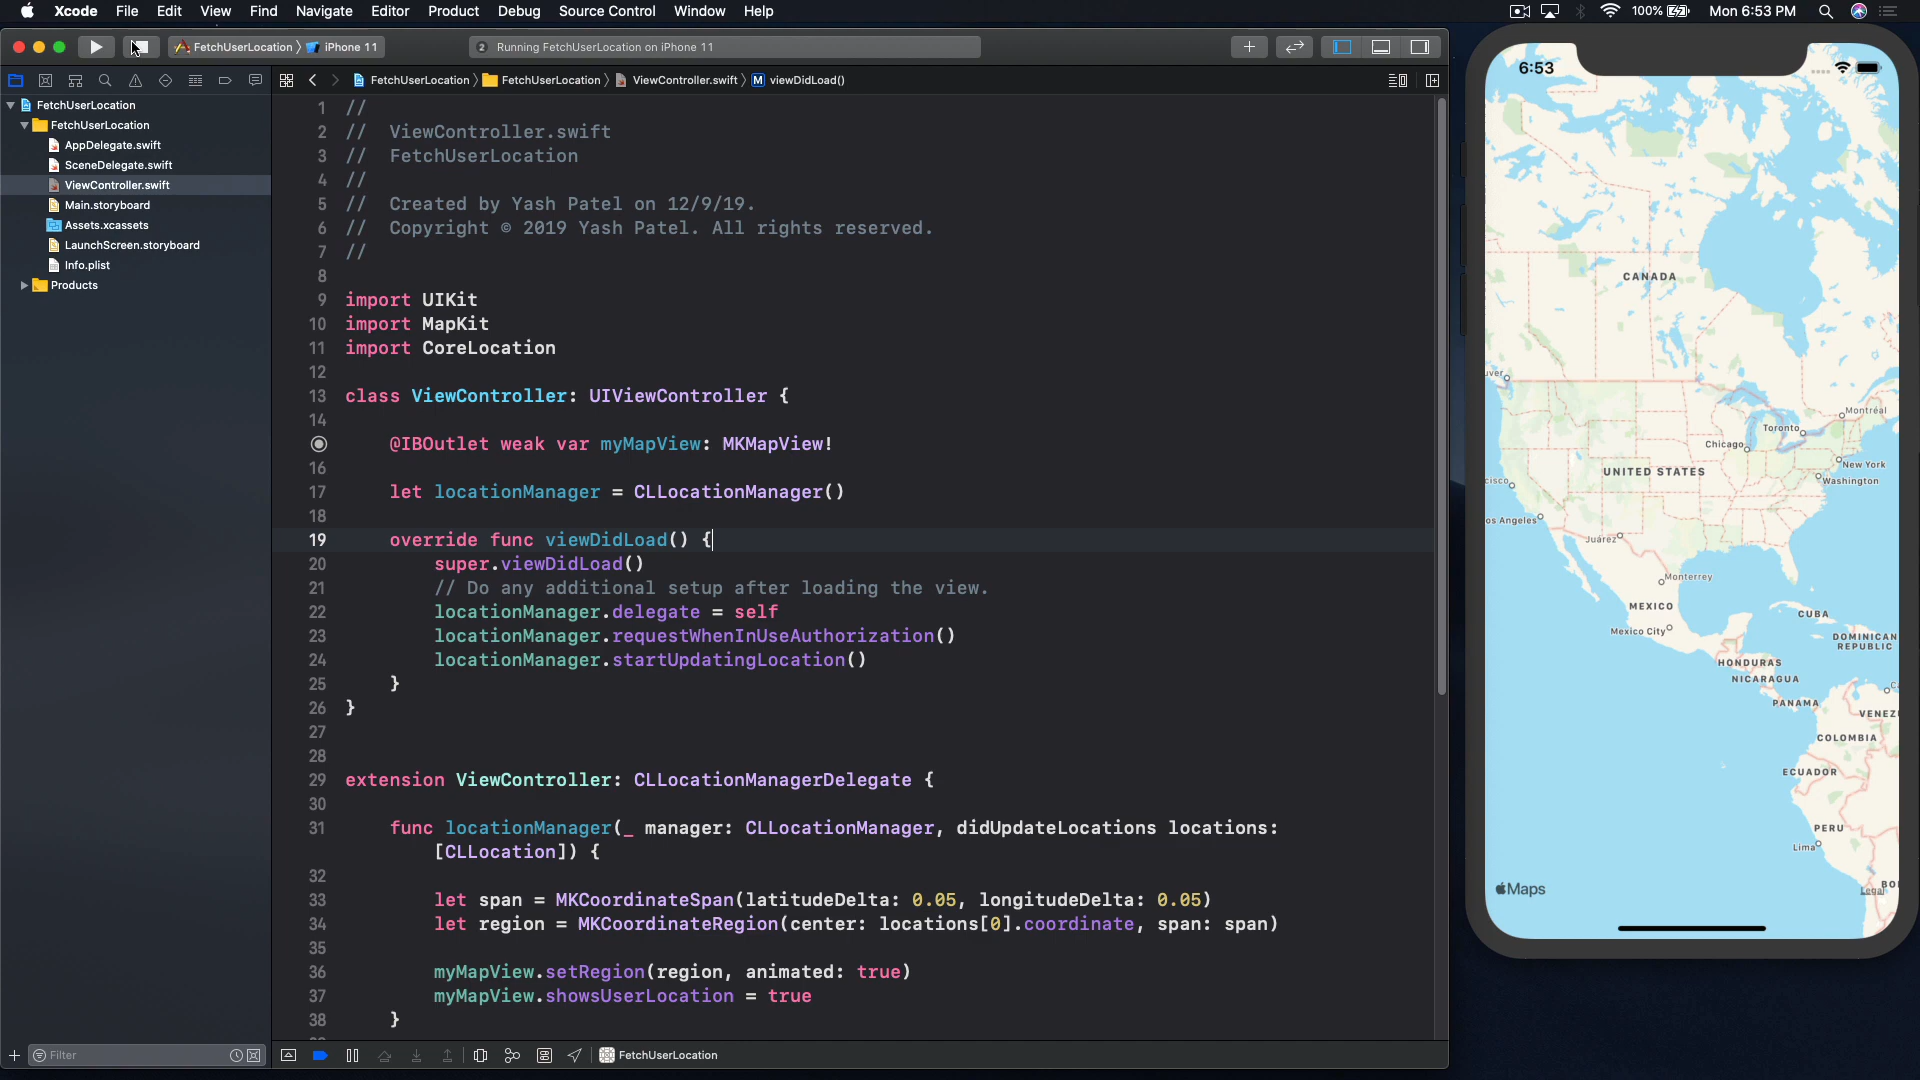 Xcode File Edit View Find Navigate Editor Product Debug Source Control Window Help 100% Mon 6:53 PM
FetchUserLocation iPhone 11 2 Running FetchUserLocation on iPhone 11
FetchUserLocation FetchUserLocation ViewController.swift M viewDidLoad()
FetchUserLocation
FetchUserLocation
AppDelegate.swift
SceneDelegate.swift
ViewController.swift
Main.storyboard
Assets.xcassets
LaunchScreen.storyboard
Info.plist
Products
Filter
1 //
2 // ViewController.swift
3 // FetchUserLocation
4 //
5 // Created by Yash Patel on 12/9/19.
6 // Copyright © 2019 Yash Patel. All rights reserved.
7 //
8
9 import UIKit
10 import MapKit
11 import CoreLocation
12
13 class ViewController: UIViewController {
14
@IBOutlet weak var myMapView: MKMapView!
16
17 let locationManager = CLLocationManager()
18
19 override func viewDidLoad() {
20 super.viewDidLoad()
21 // Do any additional setup after loading the view.
22 locationManager.delegate = self
23 locationManager.requestWhenInUseAuthorization()
24 locationManager.startUpdatingLocation()
25 }
26 }
27
28
29 extension ViewController: CLLocationManagerDelegate {
30
31 func locationManager(_ manager: CLLocationManager, didUpdateLocations locations:
[CLLocation]) {
32
33 let span = MKCoordinateSpan(latitudeDelta: 0.05, longitudeDelta: 0.05)
34 let region = MKCoordinateRegion(center: locations[0].coordinate, span: span)
35
36 myMapView.setRegion(region, animated: true)
37 myMapView.showsUserLocation = true
38 }
FetchUserLocation
6:53
CANADA
uver
Montréal
Toronto
Chicago
New York
UNITED STATES
Washington
cisco
os Angeles
Juárez
Monterrey
MEXICO
CUBA
Mexico City
DOMINICAN
REPUBLIC
HONDURAS
NICARAGUA
PANAMA
VENEZ
COLOMBIA
ECUADOR
PERU
Lima
Maps
Legal
BO